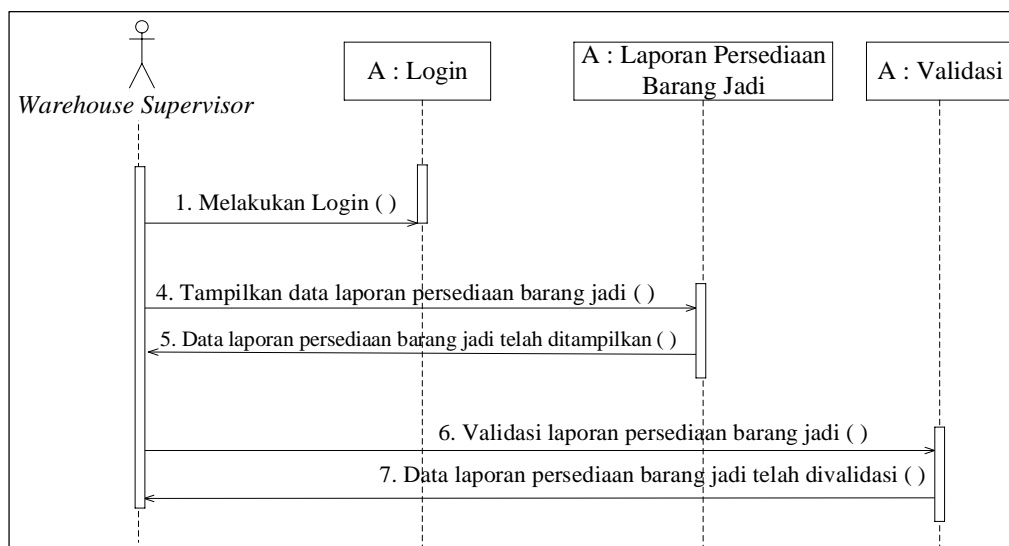 Warehouse Supervisor
A : Login
A : Laporan Persediaan
Barang Jadi
A : Validasi
1. Melakukan Login ( )
4. Tampilkan data laporan persediaan barang jadi ( )
5. Data laporan persediaan barang jadi telah ditampilkan ( )
6. Validasi laporan persediaan barang jadi ( )
7. Data laporan persediaan barang jadi telah divalidasi ( )